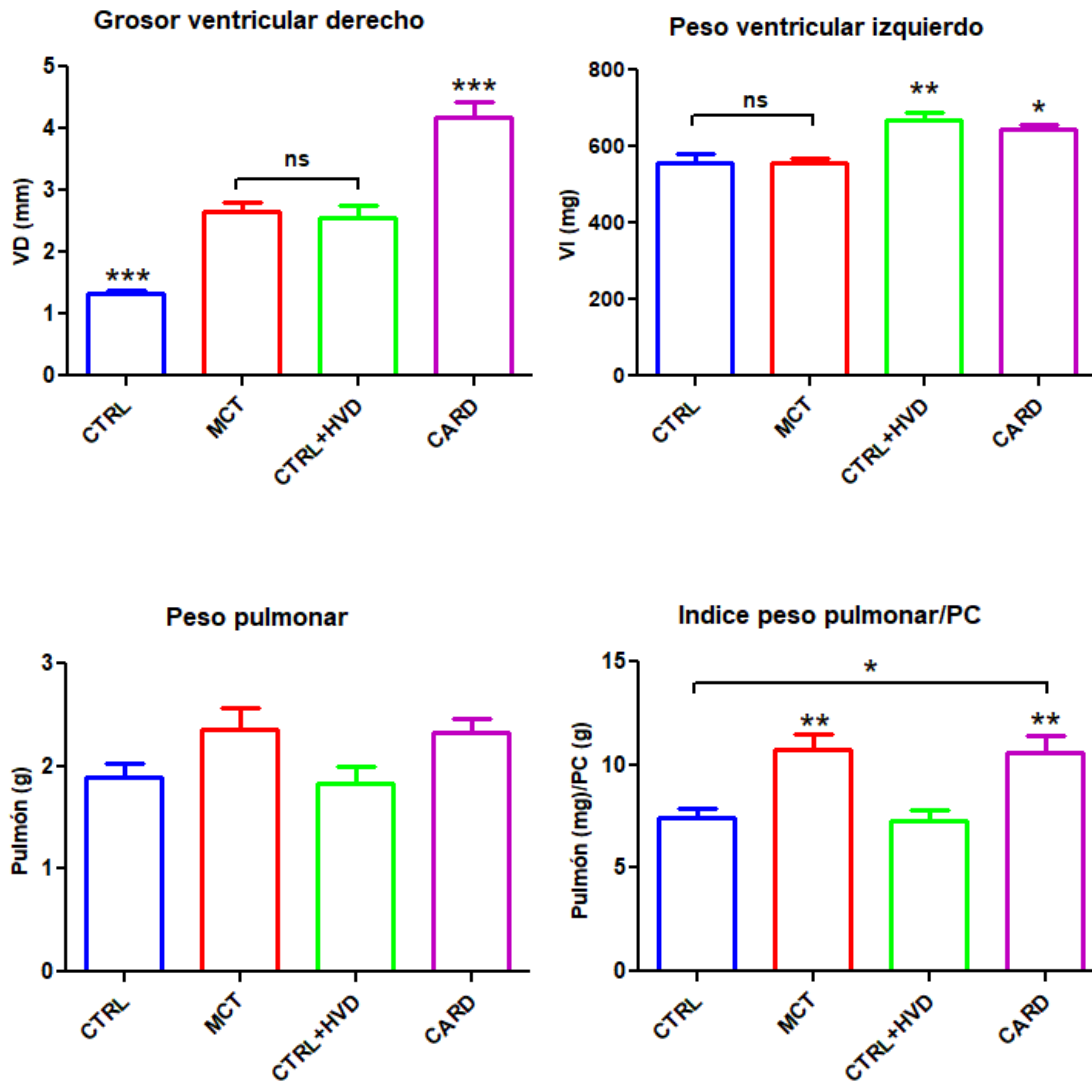 Grosor ventricular derecho
VD (mm)
5
4
3
2
1
0
***
ns
***
CTRL
MCT
CTRL+HVD
CARD
Peso ventricular izquierdo
VI (mg)
800
600
400
200
0
ns
**
*
CTRL
MCT
CTRL+HVD
CARD
Peso pulmonar
Pulmón (g)
3
2
1
0
CTRL
MCT
CTRL+HVD
CARD
Indice peso pulmonar/PC
Pulmón (mg)/PC (g)
15
10
5
0
*
**
**
CTRL
MCT
CTRL+HVD
CARD